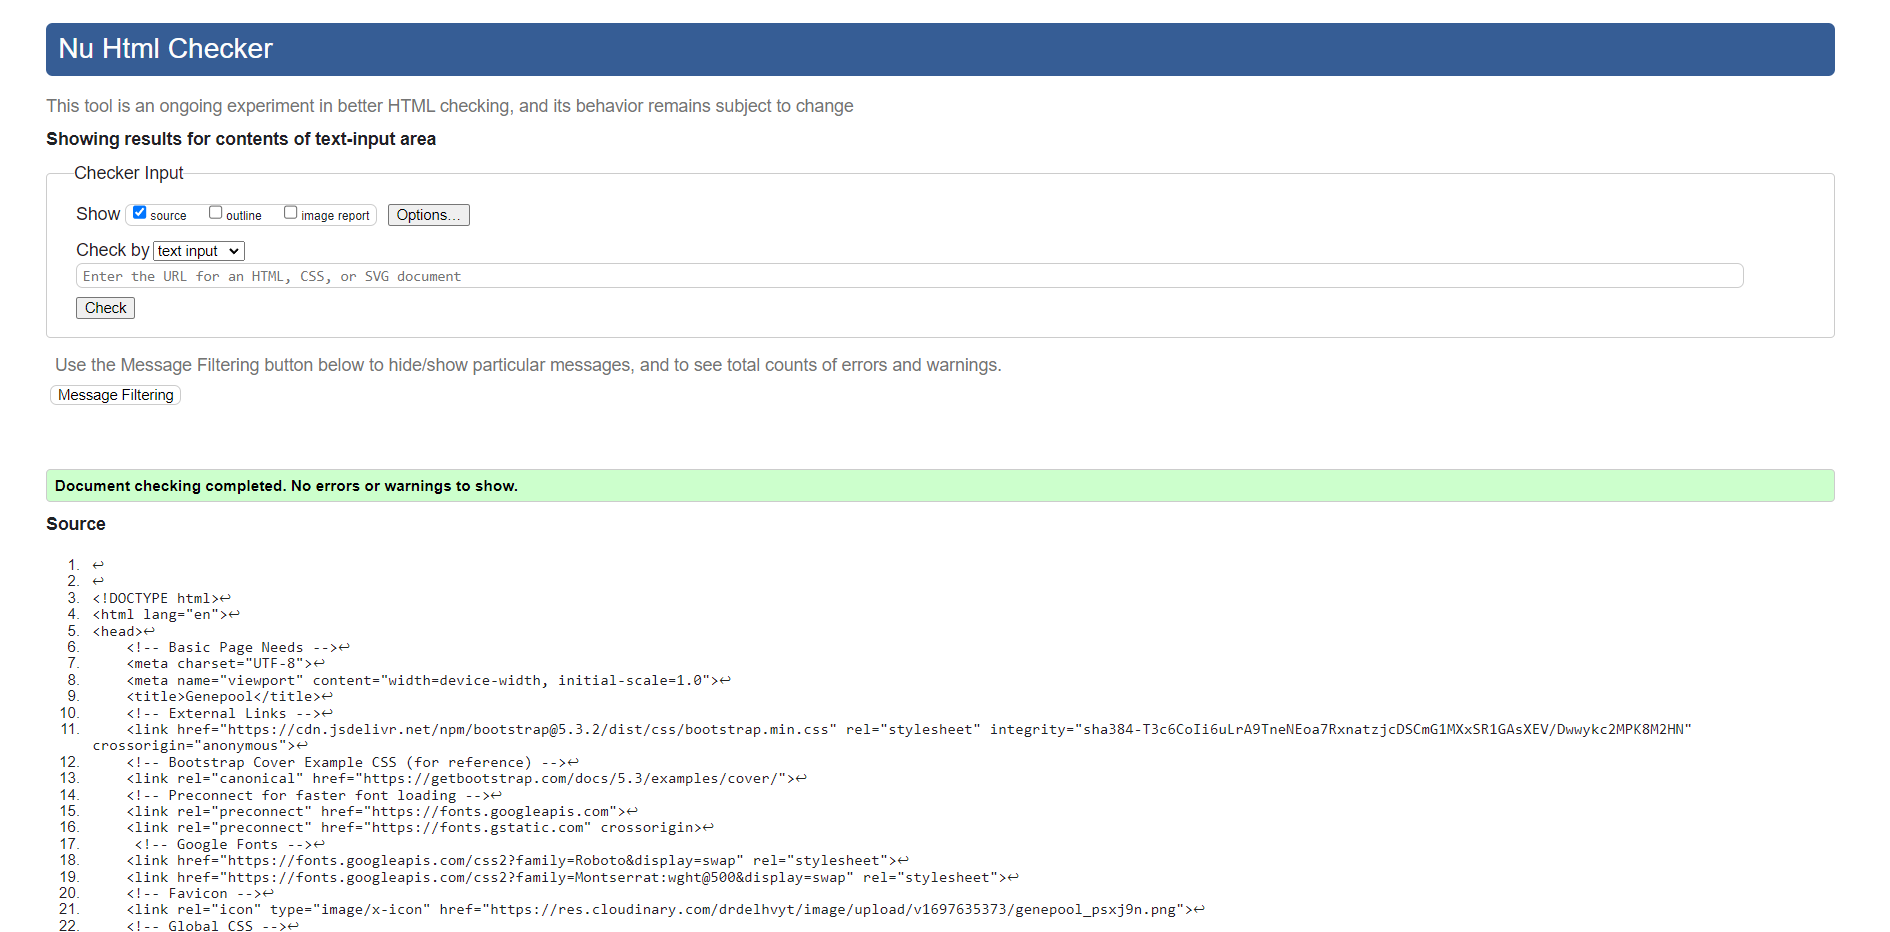 Nu Html Checker
This tool is an ongoing experiment in better HTML checking, and its behavior remains subject to change
Showing results for contents of text-input area
Checker Input
Show source outline image report Options...
Check by text input
Enter the URL for an HTML, CSS, or SVG document
Check
Use the Message Filtering button below to hide/show particular messages, and to see total counts of errors and warnings.
Message Filtering
Document checking completed. No errors or warnings to show.
Source
1. ↩
2. ↩
3. <!DOCTYPE html>↩
4. <html lang="en">↩
5. <head>↩
6. <!-- Basic Page Needs -->↩
7. <meta charset="UTF-8">↩
8. <meta name="viewport" content="width=device-width, initial-scale=1.0">↩
9. <title>Genepool</title>↩
10. <!-- External Links -->↩
11. <link href="https://cdn.jsdelivr.net/npm/bootstrap@5.3.2/dist/css/bootstrap.min.css" rel="stylesheet" integrity="sha384-T3c6CoIi6uLrA9TneNEoa7RxnatzjcDSCmG1MXxSR1GAsXEV/Dwwykc2MPK8M2HN"
crossorigin="anonymous">↩
12. <!-- Bootstrap Cover Example CSS (for reference) -->↩
13. <link rel="canonical" href="https://getbootstrap.com/docs/5.3/examples/cover/">↩
14. <!-- Preconnect for faster font loading -->↩
15. <link rel="preconnect" href="https://fonts.googleapis.com">↩
16. <link rel="preconnect" href="https://fonts.gstatic.com" crossorigin>↩
17. <!-- Google Fonts -->↩
18. <link href="https://fonts.googleapis.com/css2?family=Roboto&display=swap" rel="stylesheet">↩
19. <link href="https://fonts.googleapis.com/css2?family=Montserrat:wght@500&display=swap" rel="stylesheet">↩
20. <!-- Favicon -->↩
21. <link rel="icon" type="image/x-icon" href="https://res.cloudinary.com/drdelhvyt/image/upload/v1697635373/genepool_psxj9n.png">↩
22. <!-- Global CSS -->↩